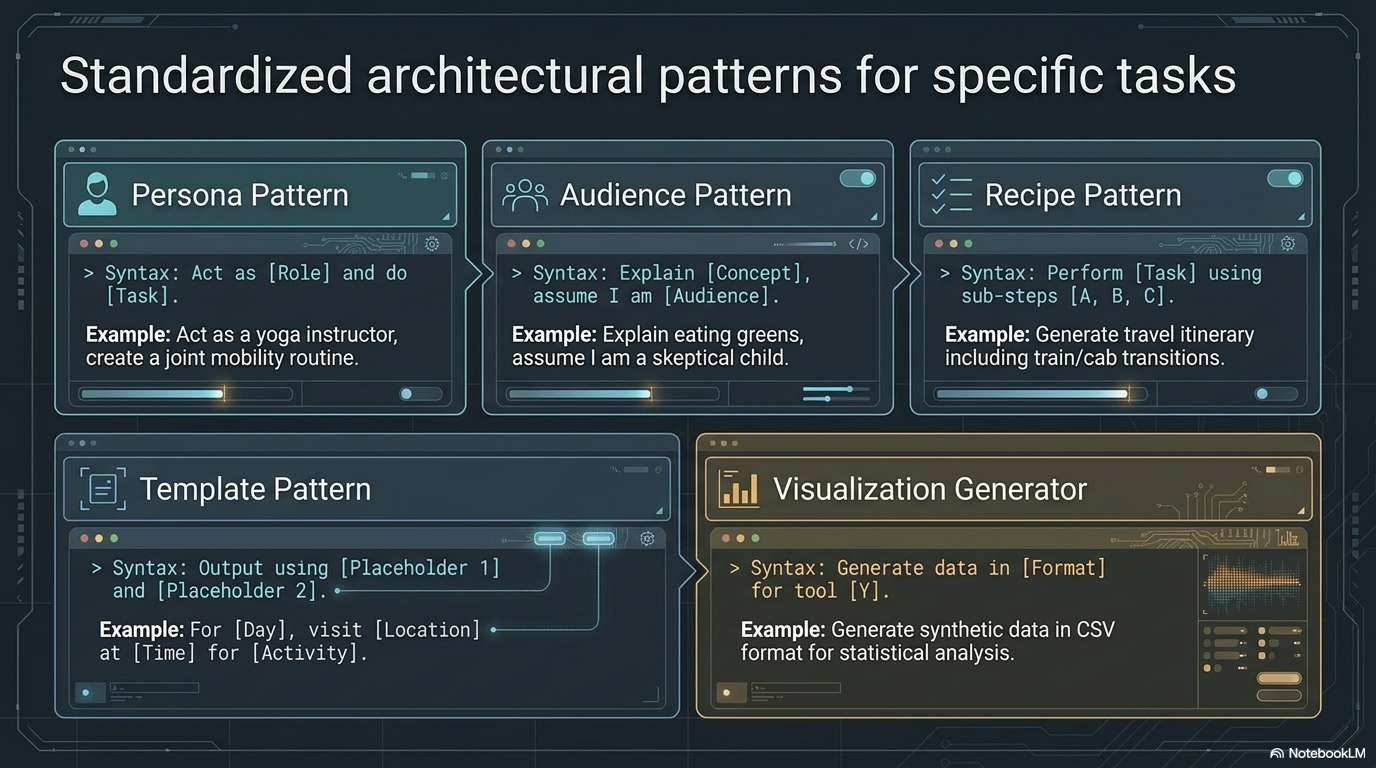 Standardized architectural patterns for specific tasks
Persona Pattern
> Syntax: Act as [Role] and do
[Task].
Example: Act as a yoga instructor,
create a joint mobility routine.
Audience Pattern
</>
> Syntax: Explain [Concept],
assume I am [Audience].
Example: Explain eating greens,
assume I am a skeptical child.
Recipe Pattern
> Syntax: Perform [Task] using
sub-steps [A, B, C].
Example: Generate travel itinerary
including train/cab transitions.
Template Pattern
> Syntax: Output using [Placeholder 1]
and [Placeholder 2].
Example: For [Day], visit [Location]
at [Time] for [Activity].
Visualization Generator
> Syntax: Generate data in [Format]
for tool [Y].
Example: Generate synthetic data in CSV
format for statistical analysis.
NotebookLM